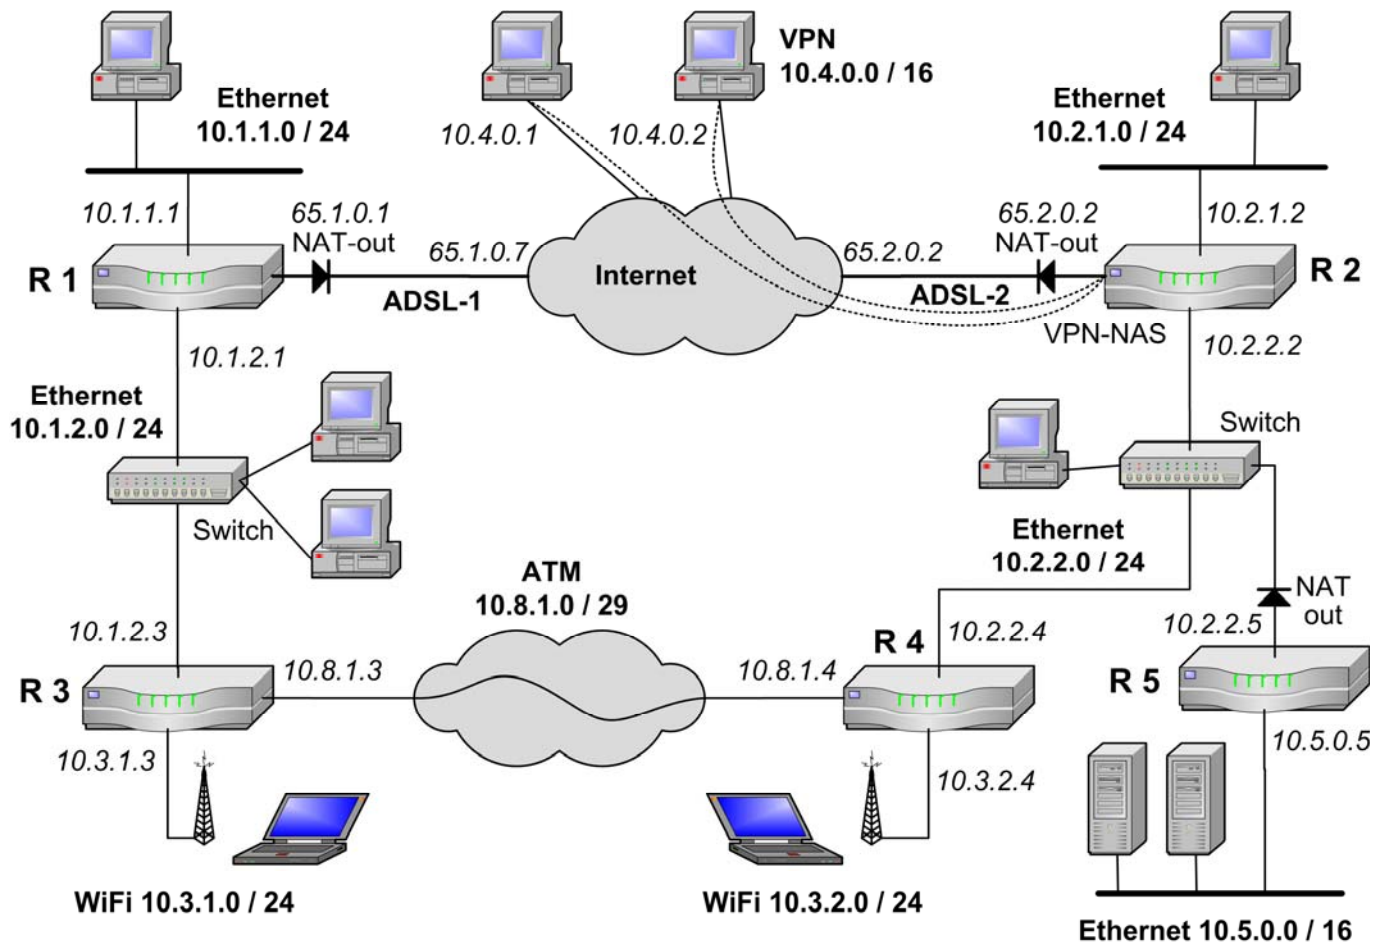 VPN
10.4.0.0 / 16
Ethernet
10.1.1.0 / 24
10.4.0.1
10.4.0.2
Ethernet
10.2.1.0 / 24
10.1.1.1
65.1.0.1
NAT-out
65.1.0.7
Internet
65.2.0.2
65.2.0.2
NAT-out
10.2.1.2
R 1
ADSL-1
ADSL-2
R 2
VPN-NAS
10.1.2.1
10.2.2.2
Ethernet
10.1.2.0 / 24
Switch
Switch
Ethernet
10.2.2.0 / 24
ATM
10.8.1.0 / 29
NAT
out
10.1.2.3
R 3
10.8.1.3
10.8.1.4
R 4
10.2.2.4
10.2.2.5
R 5
10.3.1.3
10.3.2.4
10.5.0.5
WiFi 10.3.1.0 / 24
WiFi 10.3.2.0 / 24
Ethernet 10.5.0.0 / 16